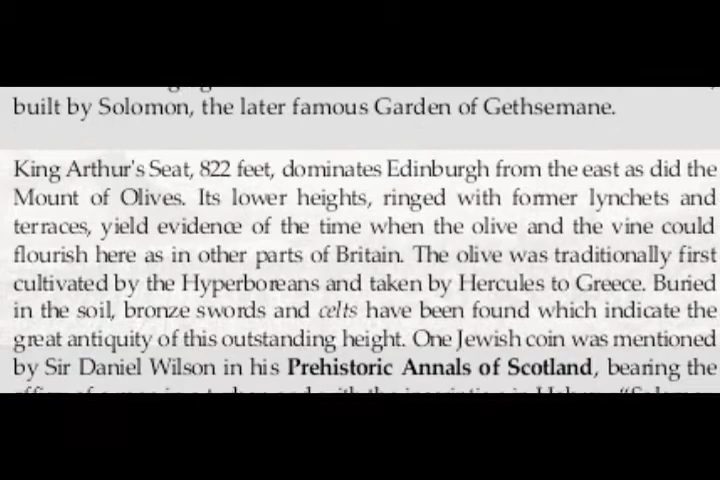 built by Solomon, the later famous Garden of Gethsemane.
King Arthur's Seat, 822 feet, dominates Edinburgh from the east as did the
Mount of Olives. Its lower heights, ringed with former lynchets and
terraces, yield evidence of the time when the olive and the vine could
flourish here as in other parts of Britain. The olive was traditionally first
cultivated by the Hyperboreans and taken by Hercules to Greece. Buried
in the soil, bronze swords and celts have been found which indicate the
great antiquity of this outstanding height. One Jewish coin was mentioned
by Sir Daniel Wilson in his Prehistoric Annals of Scotland, bearing the